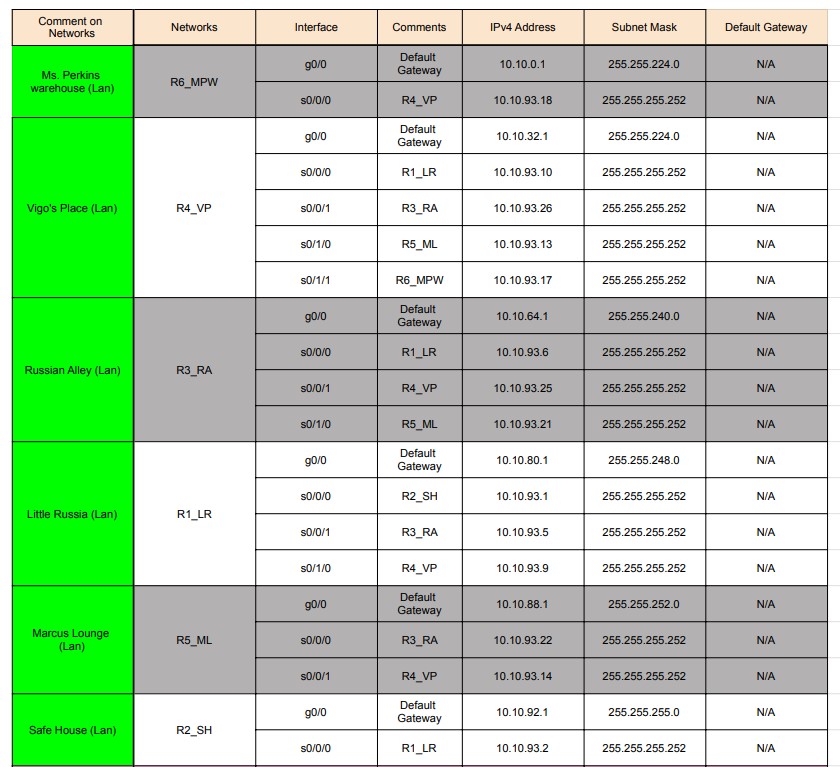 Comment on Networks Networks Interface Comments IPv4 Address Subnet Mask Default Gateway
Ms. Perkins warehouse (Lan) R6_MPW g0/0 Default Gateway 10.10.0.1 255.255.224.0 N/A
s0/0/0 R4_VP 10.10.93.18 255.255.255.252 N/A
Vigo's Place (Lan) R4_VP g0/0 Default Gateway 10.10.32.1 255.255.224.0 N/A
s0/0/0 R1_LR 10.10.93.10 255.255.255.252 N/A
s0/0/1 R3_RA 10.10.93.26 255.255.255.252 N/A
s0/1/0 R5_ML 10.10.93.13 255.255.255.252 N/A
s0/1/1 R6_MPW 10.10.93.17 255.255.255.252 N/A
Russian Alley (Lan) R3_RA g0/0 Default Gateway 10.10.64.1 255.255.240.0 N/A
s0/0/0 R1_LR 10.10.93.6 255.255.255.252 N/A
s0/0/1 R4_VP 10.10.93.25 255.255.255.252 N/A
s0/1/0 R5_ML 10.10.93.21 255.255.255.252 N/A
Little Russia (Lan) R1_LR g0/0 Default Gateway 10.10.80.1 255.255.248.0 N/A
s0/0/0 R2_SH 10.10.93.1 255.255.255.252 N/A
s0/0/1 R3_RA 10.10.93.5 255.255.255.252 N/A
s0/1/0 R4_VP 10.10.93.9 255.255.255.252 N/A
Marcus Lounge (Lan) R5_ML g0/0 Default Gateway 10.10.88.1 255.255.252.0 N/A
s0/0/0 R3_RA 10.10.93.22 255.255.255.252 N/A
s0/0/1 R4_VP 10.10.93.14 255.255.255.252 N/A
Safe House (Lan) R2_SH g0/0 Default Gateway 10.10.92.1 255.255.255.0 N/A
s0/0/0 R1_LR 10.10.93.2 255.255.255.252 N/A